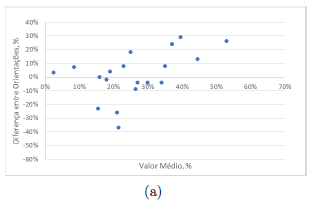 40%
30%
20%
10%
0%
0% 10% 20% 30% 40% 50% 60% 70%
-10%
-20%
-30%
-40%
-50%
-60%
Diferença entre Orientações, %
Valor Médio, %
(a)